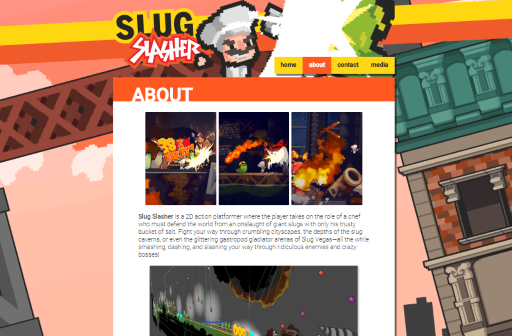 SLUG
SLASHER
home about contact media
ABOUT
Slug Slasher is a 2D action platformer where the player takes on the role of a chef
who must defend the world from an onslaught of giant slugs with only his trusty
bucket of salt. Fight your way through crumbling cityscapes, the depths of the slug
caverns, or even the glittering gastropod gladiator arenas of Slug Vegas—all the while
smashing, dashing, and slashing your way through ridiculous enemies and crazy
bosses!